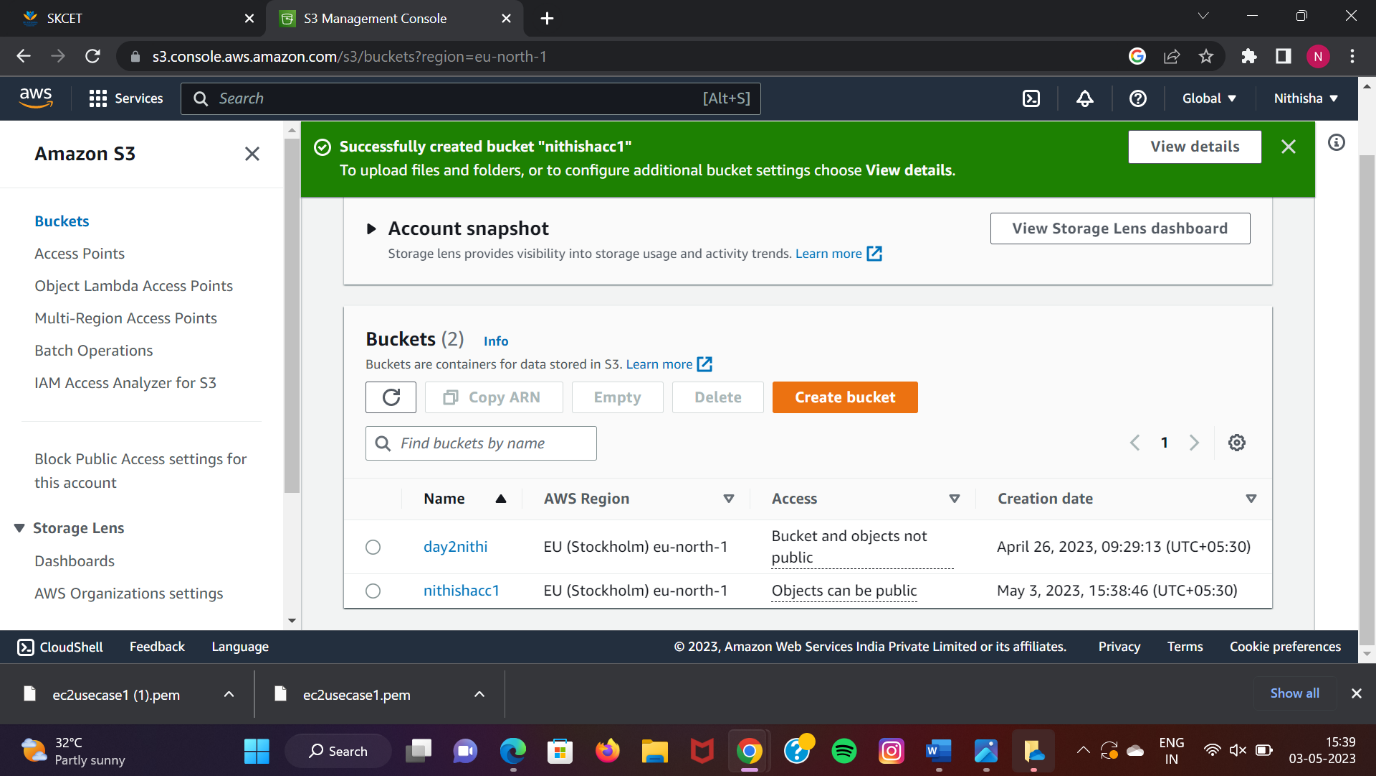 SKCET
S3 Management Console
s3.console.aws.amazon.com/s3/buckets?region=eu-north-1
N
aws
Services
Search
[Alt+S]
Global
Nithisha
Amazon S3
Buckets
Access Points
Object Lambda Access Points
Multi-Region Access Points
Batch Operations
IAM Access Analyzer for S3
Block Public Access settings for
this account
Storage Lens
Dashboards
AWS Organizations settings
Successfully created bucket "nithishacc1"
To upload files and folders, or to configure additional bucket settings choose View details.
View details
Account snapshot
Storage lens provides visibility into storage usage and activity trends. Learn more
View Storage Lens dashboard
Buckets (2) Info
Buckets are containers for data stored in S3. Learn more
Copy ARN
Empty
Delete
Create bucket
Find buckets by name
1
Name
AWS Region
Access
Creation date
day2nithi
EU (Stockholm) eu-north-1
Bucket and objects not
public
April 26, 2023, 09:29:13 (UTC+05:30)
nithishacc1
EU (Stockholm) eu-north-1
Objects can be public
May 3, 2023, 15:38:46 (UTC+05:30)
CloudShell
Feedback
Language
© 2023, Amazon Web Services India Private Limited or its affiliates.
Privacy
Terms
Cookie preferences
ec2usecase1 (1).pem
ec2usecase1.pem
Show all
32°C
Partly sunny
Search
ENG
IN
15:39
03-05-2023